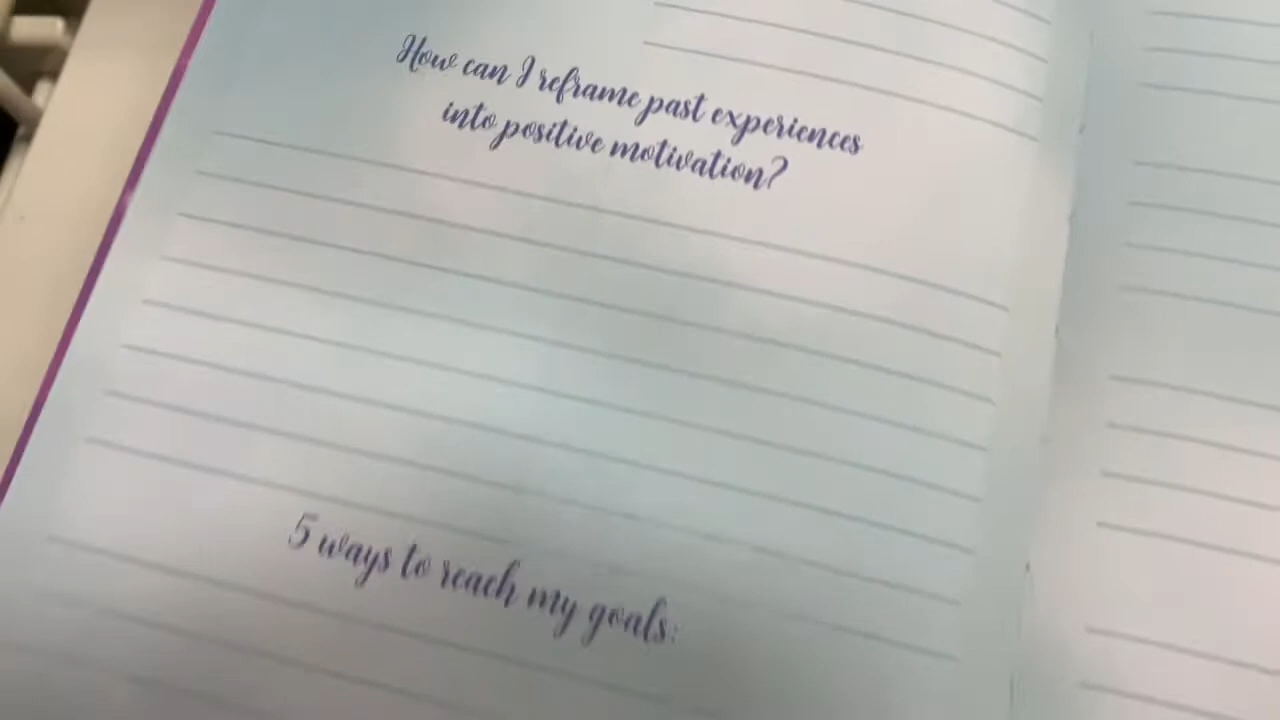 How can I reframe past experiences
into positive motivation?
5 ways to reach my goals: